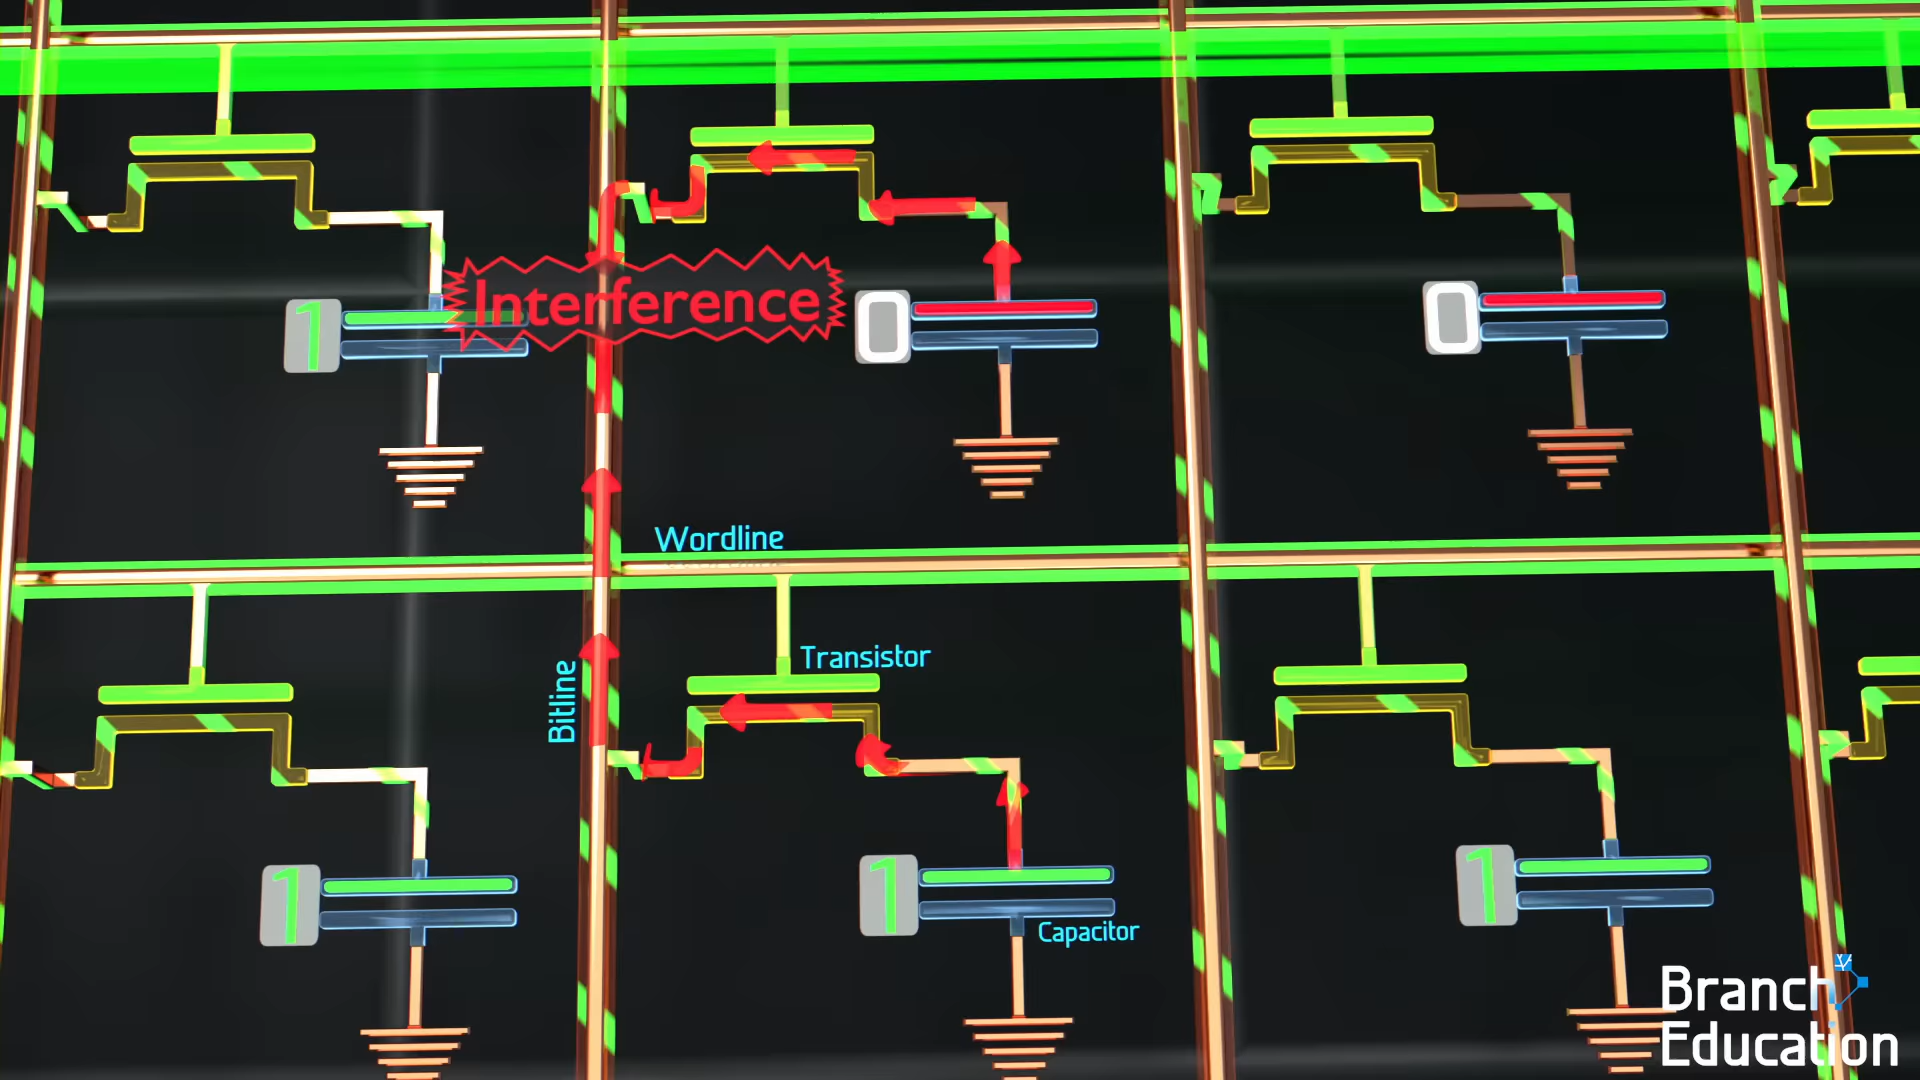 1
Interference
0
0
Wordline
Transistor
Bitline
1
1
Capacitor
1
Branch
Education